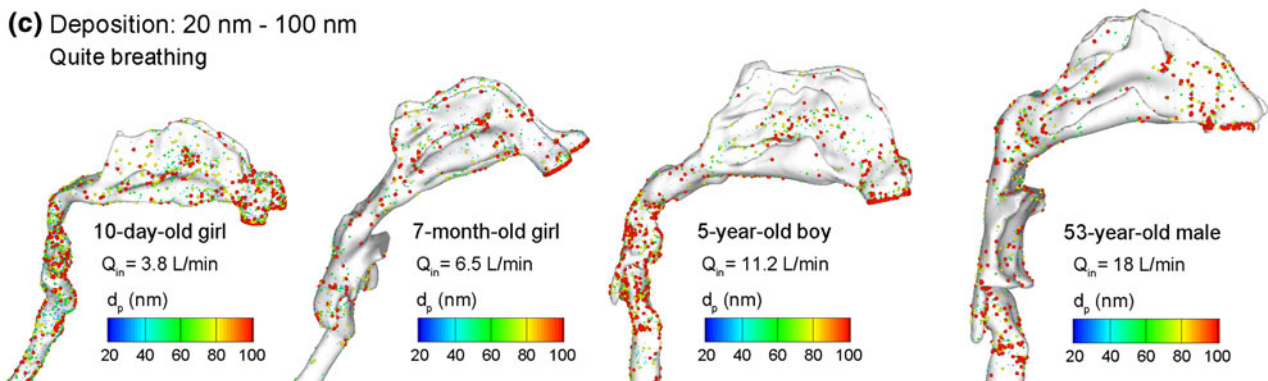 (c) Deposition: 20 nm - 100 nm
Quite breathing
10-day-old girl
Qin = 3.8 L/min
dp (nm)
20 40 60 80 100
7-month-old girl
Qin = 6.5 L/min
dp (nm)
20 40 60 80 100
5-year-old boy
Qin = 11.2 L/min
dp (nm)
20 40 60 80 100
53-year-old male
Qin = 18 L/min
dp (nm)
20 40 60 80 100